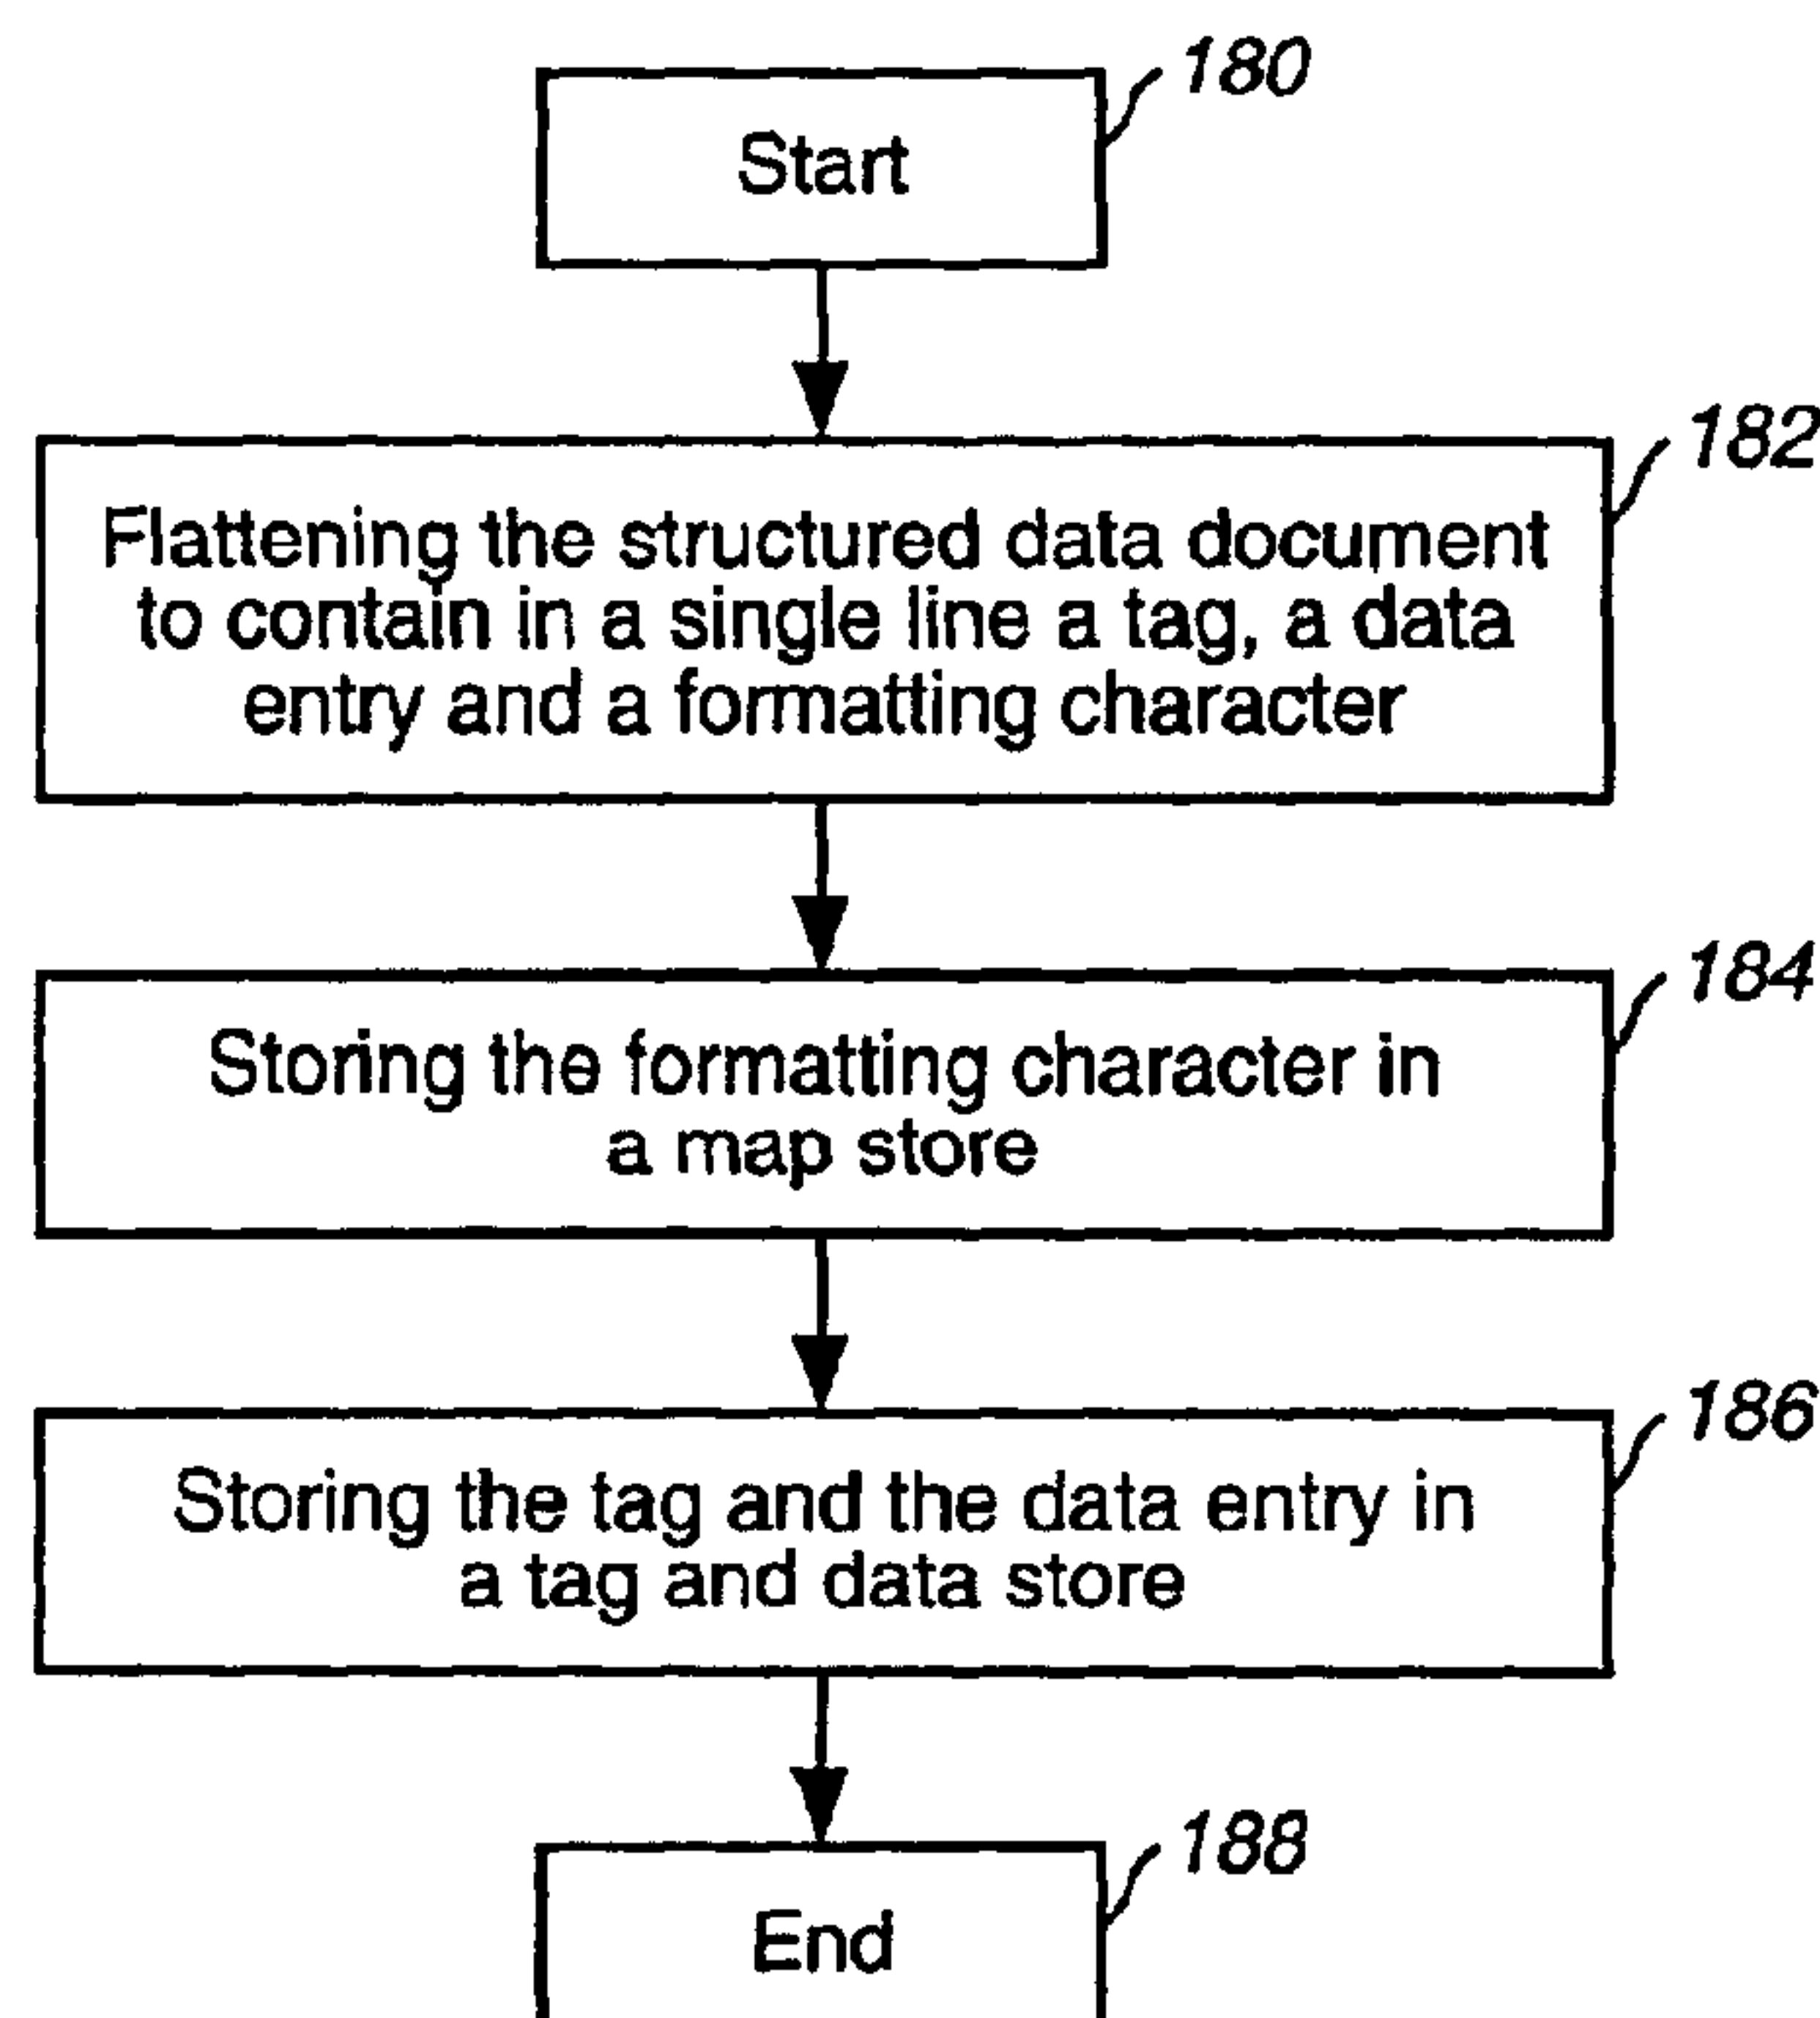 180
Start
182
Flattening the structured data document
to contain in a single line a tag, a data
entry and a formatting character
184
Storing the formatting character in
a map store
186
Storing the tag and the data entry in
a tag and data store
188
End